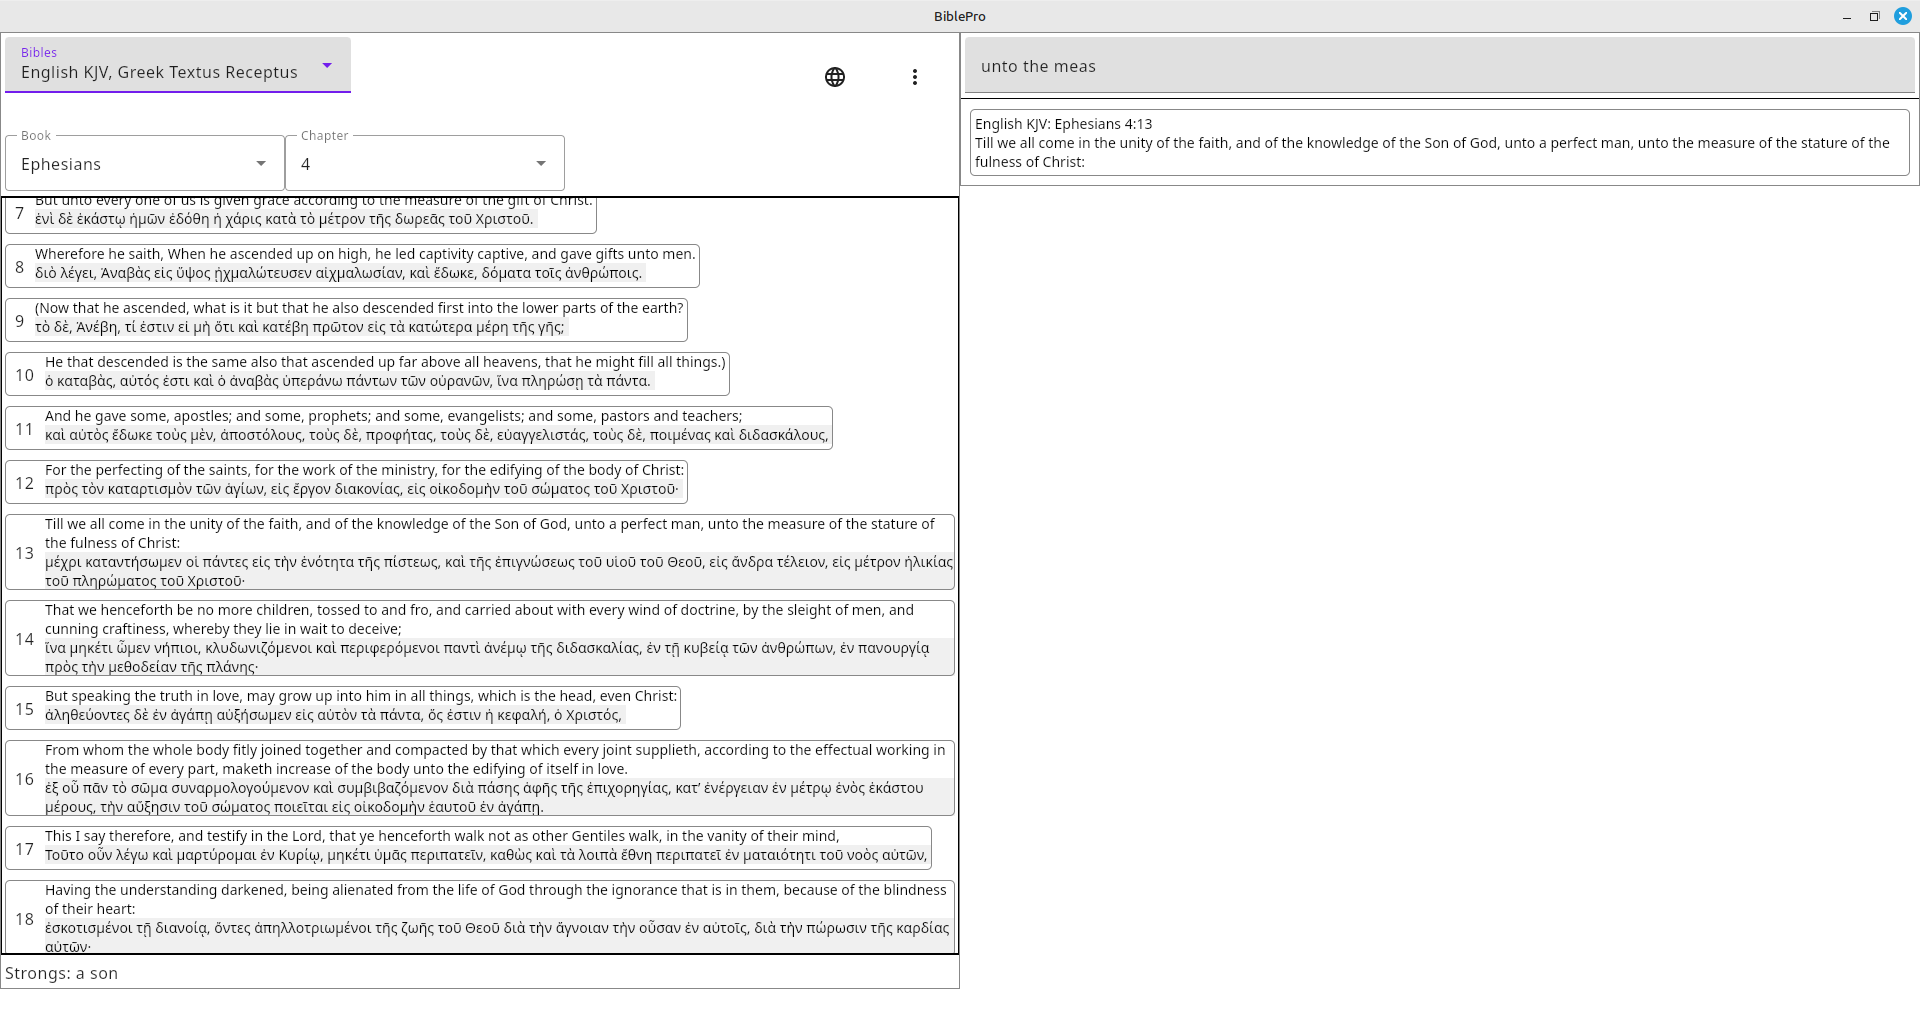 BiblePro
Bibles
English KJV, Greek Textus Receptus
Book
Ephesians
Chapter
4
7
But unto every one of us is given grace according to the measure of the gift of Christ.
ἑνὶ δὲ ἑκάστῳ ἡμῶν ἐδόθη ἡ χάρις κατὰ τὸ μέτρον τῆς δωρεᾶς τοῦ Χριστοῦ.
8
Wherefore he saith, When he ascended up on high, he led captivity captive, and gave gifts unto men.
διὸ λέγει, Ἀναβὰς εἰς ὕψος ᾐχμαλώτευσεν αἰχμαλωσίαν, καὶ ἔδωκε, δόματα τοῖς ἀνθρώποις.
9
(Now that he ascended, what is it but that he also descended first into the lower parts of the earth?
τὸ δὲ, Ἀνέβη, τί ἐστιν εἰ μὴ ὅτι καὶ κατέβη πρῶτον εἰς τὰ κατώτερα μέρη τῆς γῆς;
10
He that descended is the same also that ascended up far above all heavens, that he might fill all things.)
ὁ καταβὰς, αὐτός ἐστι καὶ ὁ ἀναβὰς ὑπεράνω πάντων τῶν οὐρανῶν, ἵνα πληρώσῃ τὰ πάντα.
11
And he gave some, apostles; and some, prophets; and some, evangelists; and some, pastors and teachers;
καὶ αὐτὸς ἔδωκε τοὺς μὲν, ἀποστόλους, τοὺς δὲ, προφήτας, τοὺς δὲ, εὐαγγελιστάς, τοὺς δὲ, ποιμένας καὶ διδασκάλους,
12
For the perfecting of the saints, for the work of the ministry, for the edifying of the body of Christ:
πρὸς τὸν καταρτισμὸν τῶν ἁγίων, εἰς ἔργον διακονίας, εἰς οἰκοδομὴν τοῦ σώματος τοῦ Χριστοῦ·
13
Till we all come in the unity of the faith, and of the knowledge of the Son of God, unto a perfect man, unto the measure of the stature of
the fulness of Christ:
μέχρι καταντήσωμεν οἱ πάντες εἰς τὴν ἑνότητα τῆς πίστεως, καὶ τῆς ἐπιγνώσεως τοῦ υἱοῦ τοῦ Θεοῦ, εἰς ἄνδρα τέλειον, εἰς μέτρον ἡλικίας
τοῦ πληρώματος τοῦ Χριστοῦ·
14
That we henceforth be no more children, tossed to and fro, and carried about with every wind of doctrine, by the sleight of men, and
cunning craftiness, whereby they lie in wait to deceive;
ἵνα μηκέτι ὦμεν νήπιοι, κλυδωνιζόμενοι καὶ περιφερόμενοι παντὶ ἀνέμῳ τῆς διδασκαλίας, ἐν τῇ κυβείᾳ τῶν ἀνθρώπων, ἐν πανουργίᾳ
πρὸς τὴν μεθοδείαν τῆς πλάνης·
15
But speaking the truth in love, may grow up into him in all things, which is the head, even Christ:
ἀληθεύοντες δὲ ἐν ἀγάπῃ αὐξήσωμεν εἰς αὐτὸν τὰ πάντα, ὅς ἐστιν ἡ κεφαλή, ὁ Χριστός,
16
From whom the whole body fitly joined together and compacted by that which every joint supplieth, according to the effectual working in
the measure of every part, maketh increase of the body unto the edifying of itself in love.
ἐξ οὗ πᾶν τὸ σῶμα συναρμολογούμενον καὶ συμβιβαζόμενον διὰ πάσης ἁφῆς τῆς ἐπιχορηγίας, κατ’ ἐνέργειαν ἐν μέτρῳ ἑνὸς ἑκάστου
μέρους, τὴν αὔξησιν τοῦ σώματος ποιεῖται εἰς οἰκοδομὴν ἑαυτοῦ ἐν ἀγάπῃ.
17
This I say therefore, and testify in the Lord, that ye henceforth walk not as other Gentiles walk, in the vanity of their mind,
Τοῦτο οὖν λέγω καὶ μαρτύρομαι ἐν Κυρίῳ, μηκέτι ὑμᾶς περιπατεῖν, καθὼς καὶ τὰ λοιπὰ ἔθνη περιπατεῖ ἐν ματαιότητι τοῦ νοὸς αὐτῶν,
18
Having the understanding darkened, being alienated from the life of God through the ignorance that is in them, because of the blindness
of their heart:
ἐσκοτισμένοι τῇ διανοίᾳ, ὄντες ἀπηλλοτριωμένοι τῆς ζωῆς τοῦ Θεοῦ διὰ τὴν ἄγνοιαν τὴν οὖσαν ἐν αὐτοῖς, διὰ τὴν πώρωσιν τῆς καρδίας
αὐτῶν·
Strongs: a son
unto the meas
English KJV: Ephesians 4:13
Till we all come in the unity of the faith, and of the knowledge of the Son of God, unto a perfect man, unto the measure of the stature of the
fulness of Christ: